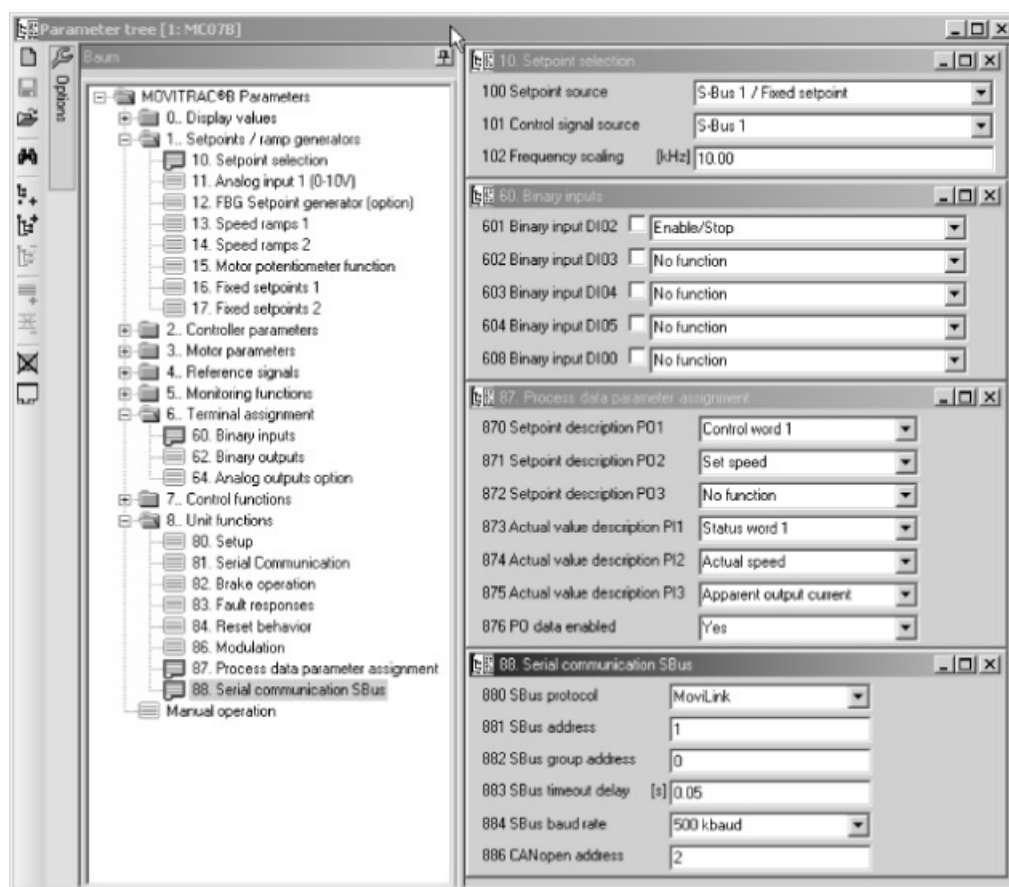 Parameter tree [1: MC07B]
Options
Baum
MOVITRAC®B Parameters
0.. Display values
1.. Setpoints / ramp generators
10. Setpoint selection
11. Analog input 1 (0-10V)
12. FBG Setpoint generator (option)
13. Speed ramps 1
14. Speed ramps 2
15. Motor potentiometer function
16. Fixed setpoints 1
17. Fixed setpoints 2
2.. Controller parameters
3.. Motor parameters
4.. Reference signals
5.. Monitoring functions
6.. Terminal assignment
60. Binary inputs
62. Binary outputs
64. Analog outputs option
7.. Control functions
8.. Unit functions
80. Setup
81. Serial Communication
82. Brake operation
83. Fault responses
84. Reset behavior
86. Modulation
87. Process data parameter assignment
88. Serial communication SBus
Manual operation
10. Setpoint selection
100 Setpoint source S-Bus 1 / Fixed setpoint
101 Control signal source S-Bus 1
102 Frequency scaling [kHz] 10.00
60. Binary inputs
601 Binary input DI02 Enable/Stop
602 Binary input DI03 No function
603 Binary input DI04 No function
604 Binary input DI05 No function
608 Binary input DI00 No function
87. Process data parameter assignment
870 Setpoint description PO1 Control word 1
871 Setpoint description PO2 Set speed
872 Setpoint description PO3 No function
873 Actual value description PI1 Status word 1
874 Actual value description PI2 Actual speed
875 Actual value description PI3 Apparent output current
876 PO data enabled Yes
88. Serial communication SBus
880 SBus protocol MoviLink
881 SBus address 1
882 SBus group address 0
883 SBus timeout delay [s] 0.05
884 SBus baud rate 500 kbaud
886 CANopen address 2